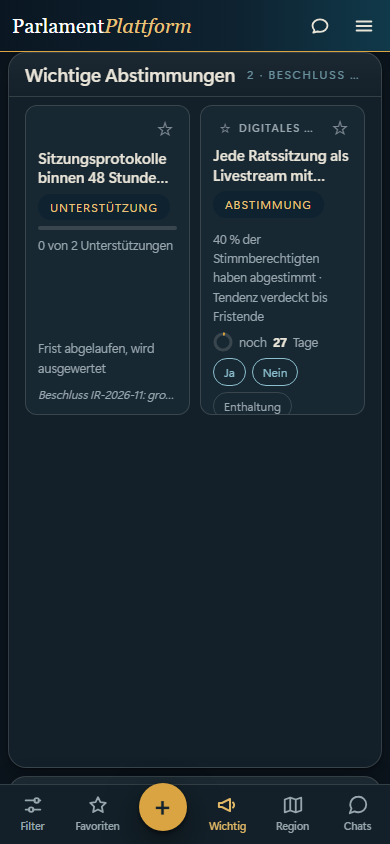 ParlamentPlattform
Wichtige Abstimmungen 2 · BESCHLUSS …
Sitzungsprotokolle
binnen 48 Stunde…
UNTERSTÜTZUNG
0 von 2 Unterstützungen
Frist abgelaufen, wird
ausgewertet
Beschluss IR-2026-11: gro…
DIGITALES …
Jede Ratssitzung als
Livestream mit…
ABSTIMMUNG
40 % der
Stimmberechtigten
haben abgestimmt ·
Tendenz verdeckt bis
Fristende
noch 27 Tage
Ja Nein
Enthaltung
Filter Favoriten + Wichtig Region Chats